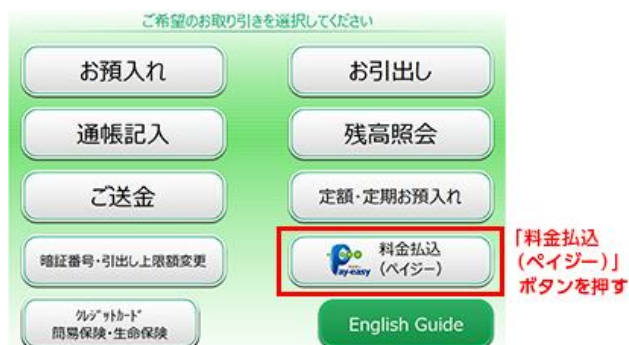 ご希望のお取り引きを選択してください
お預入れ
お引出し
通帳記入
残高照会
ご送金
定額・定期お預入れ
暗証番号・引出し上限額変更
Pay-easy
料金払込
(ペイジー)
「料金払込
(ペイジー)」
ボタンを押す
クレジットカード
簡易保険・生命保険
English Guide